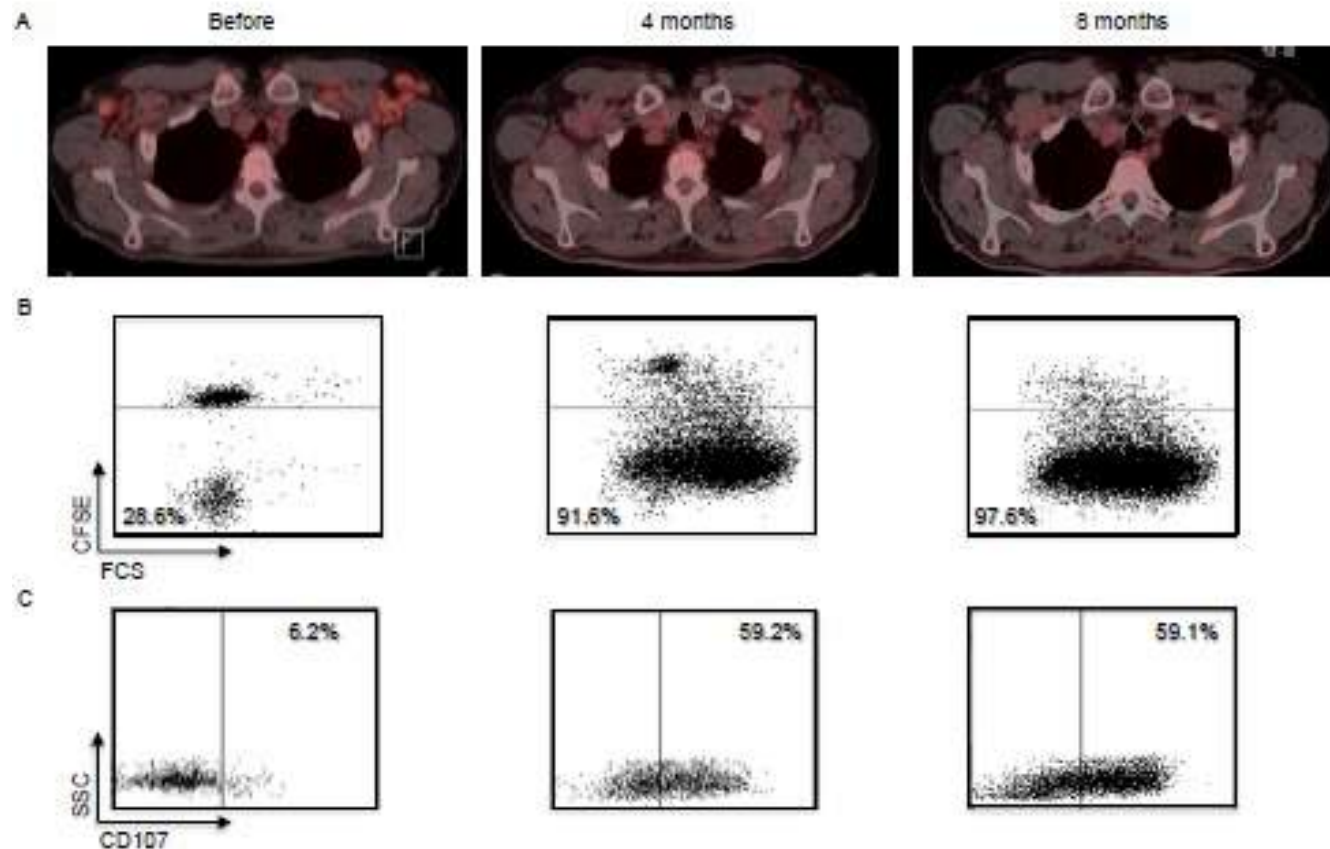 A Before 4 months 8 months
F
B
28.6% 91.6% 97.6%
CFSE
FCS
C
6.2% 59.2% 59.1%
SSC
CD107